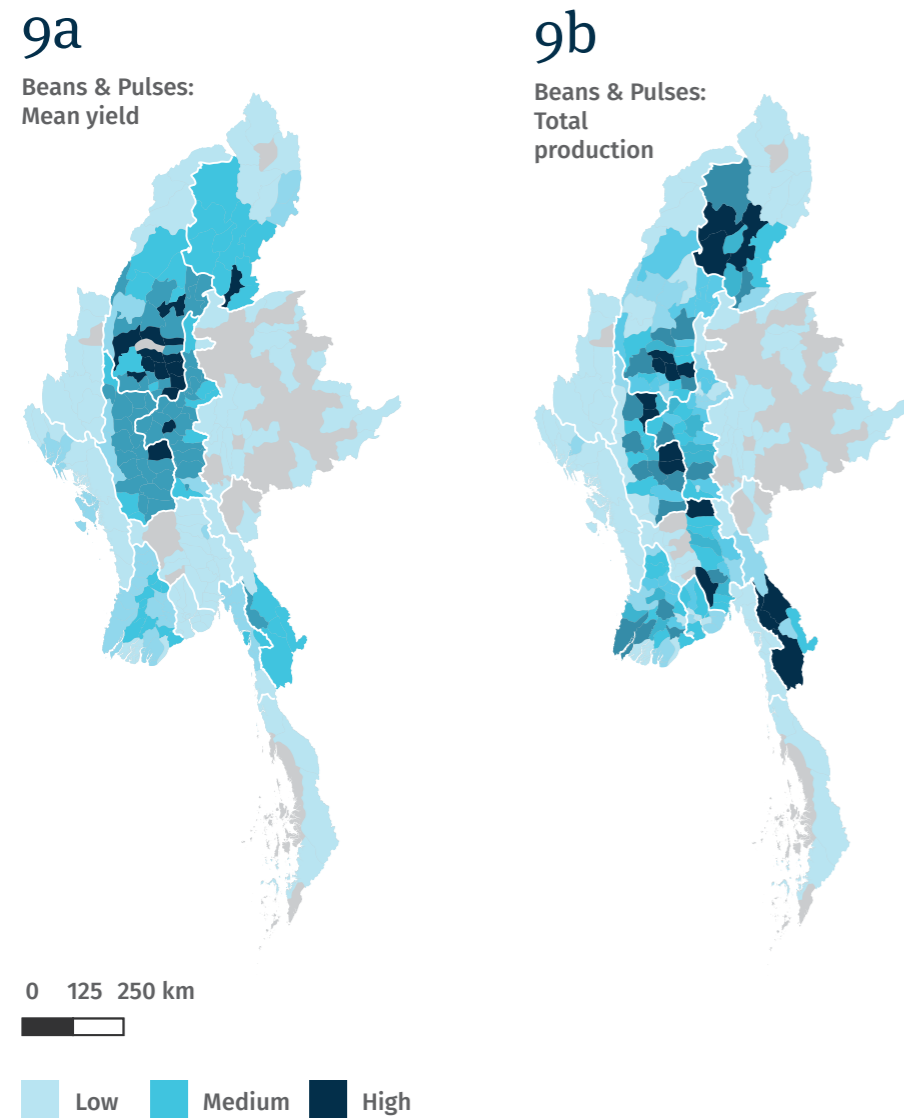 9a
Beans & Pulses:
Mean yield
9b
Beans & Pulses:
Total
production
0 125 250 km
Low Medium High